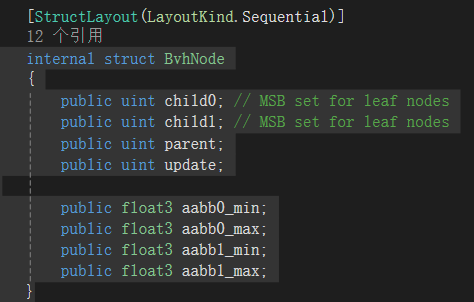 [StructLayout(LayoutKind.Sequential)]
12 个引用
internal struct BvhNode
{
public uint child0; // MSB set for leaf nodes
public uint child1; // MSB set for leaf nodes
public uint parent;
public uint update;
public float3 aabb0_min;
public float3 aabb0_max;
public float3 aabb1_min;
public float3 aabb1_max;
}